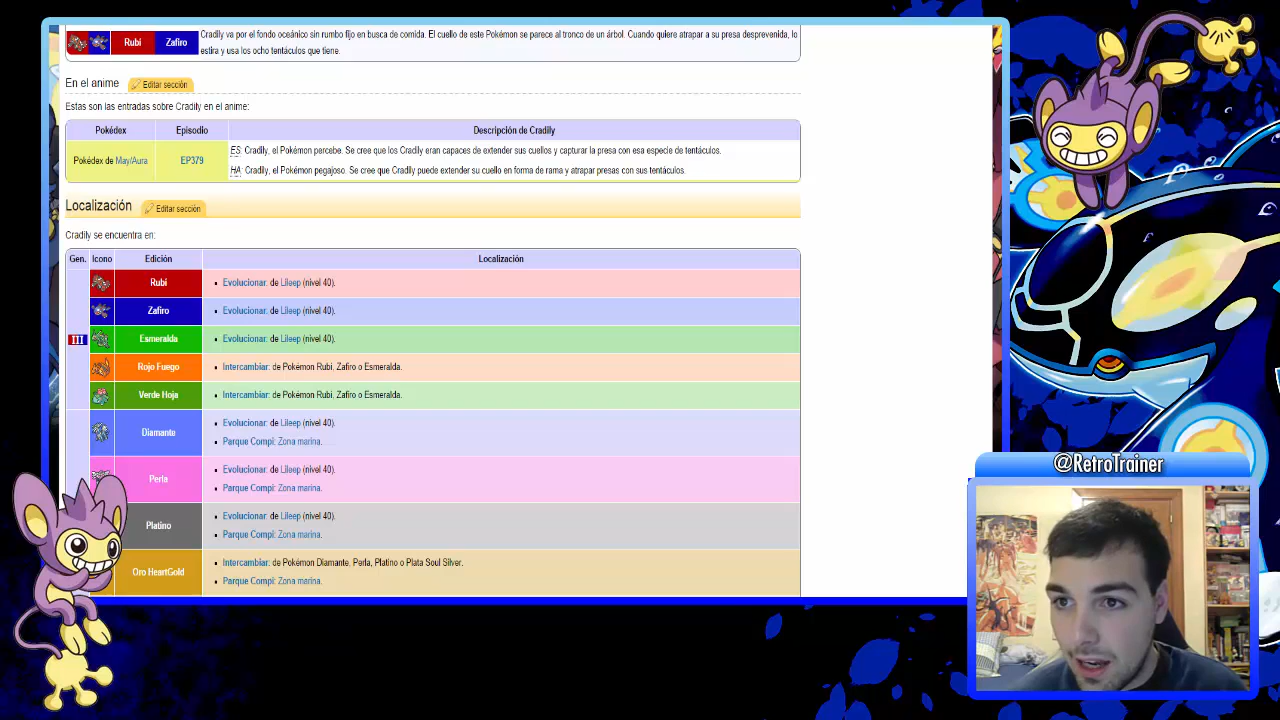 Rubi Zafiro
Cradily va por el fondo oceánico sin rumbo fijo en busca de comida. El cuello de este Pokémon se parece al tronco de un árbol. Cuando quiere atrapar a su presa desprevenida, lo
estira y usa los ocho tentáculos que tiene.
En el anime Editar sección
Estas son las entradas sobre Cradily en el anime:
Pokédex Episodio Descripción de Cradily
Pokédex de May/Aura EP379
ES: Cradily, el Pokémon percebe. Se cree que los Cradily eran capaces de extender sus cuellos y capturar la presa con esa especie de tentáculos.
HA: Cradily, el Pokémon pegajoso. Se cree que Cradily puede extender su cuello en forma de rama y atrapar presas con sus tentáculos.
Localización Editar sección
Cradily se encuentra en:
Gen. Icono Edición Localización
III
Rubi Evolucionar: de Lileep (nivel 40).
Zafiro Evolucionar: de Lileep (nivel 40).
Esmeralda Evolucionar: de Lileep (nivel 40).
Rojo Fuego Intercambiar: de Pokémon Rubi, Zafiro o Esmeralda.
Verde Hoja Intercambiar: de Pokémon Rubi, Zafiro o Esmeralda.
Diamante Evolucionar: de Lileep (nivel 40).
Parque Compi: Zona marina.
Perla Evolucionar: de Lileep (nivel 40).
Parque Compi: Zona marina.
Platino Evolucionar: de Lileep (nivel 40).
Parque Compi: Zona marina.
Oro HeartGold Intercambiar: de Pokémon Diamante, Perla, Platino o Plata Soul Silver.
Parque Compi: Zona marina.
@RetroTrainer